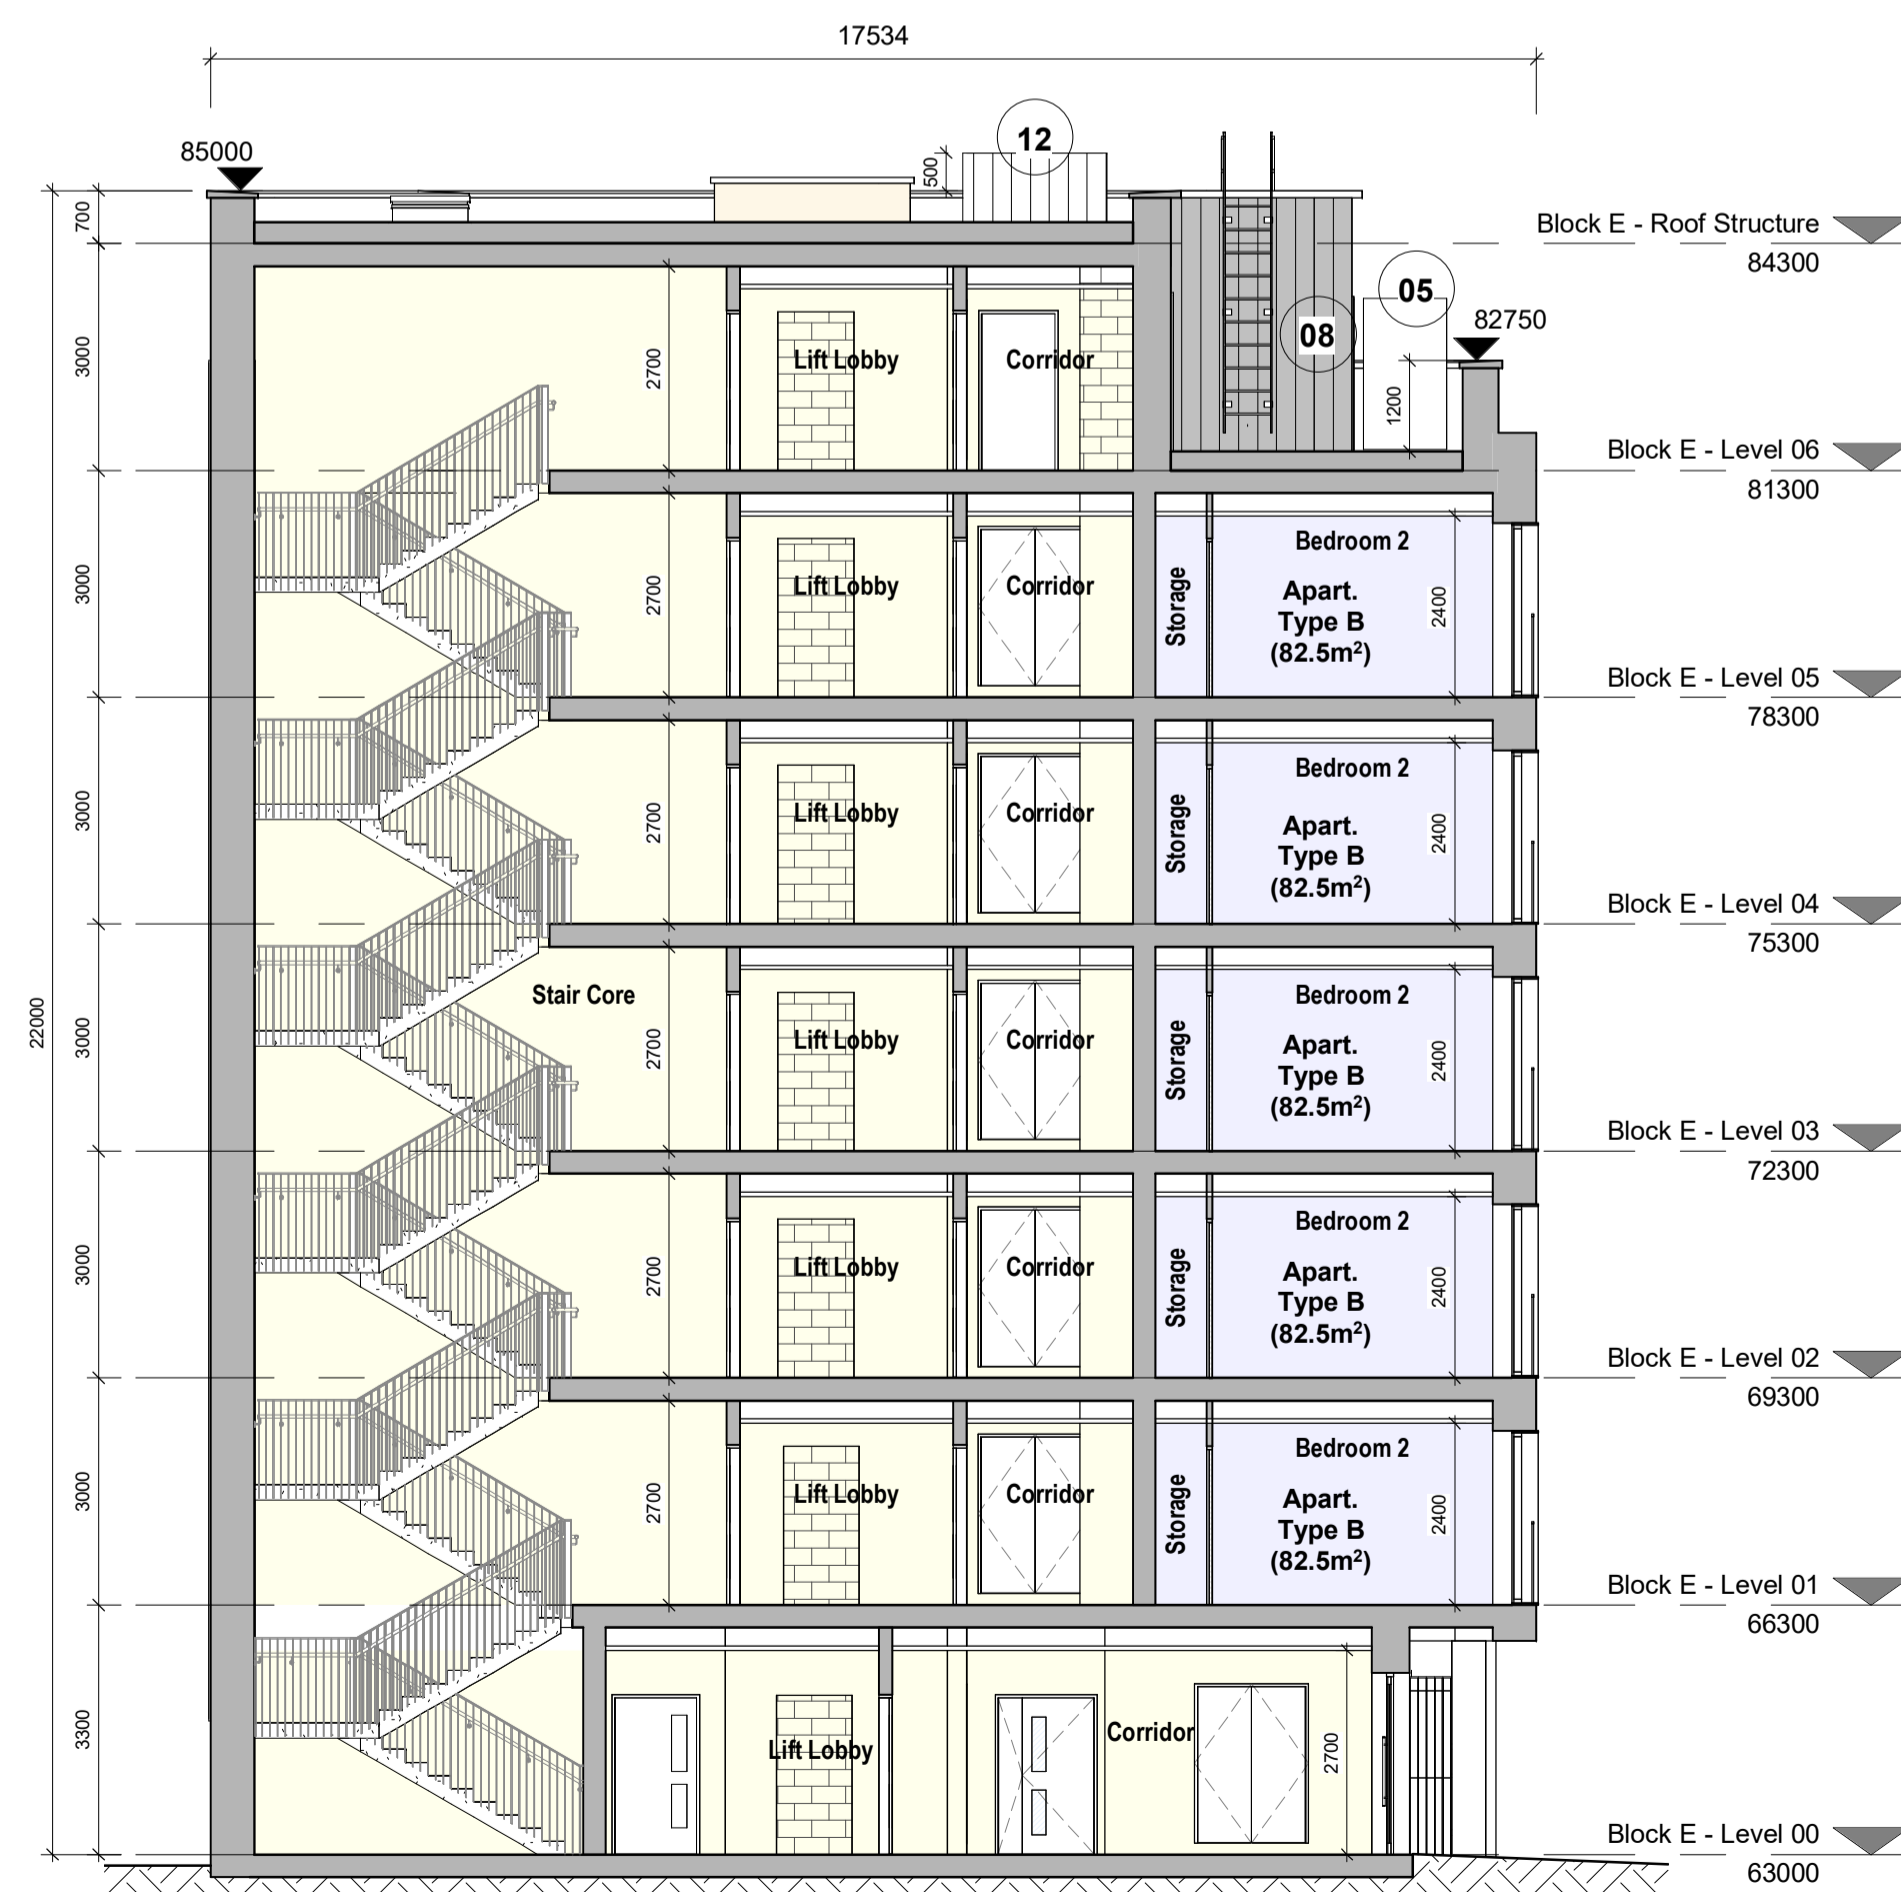 17534
12
85000
500
700
Block E - Roof Structure
84300
05
82750
08
3000
2700
Lift Lobby
Corridor
1200
Block E - Level 06
81300
3000
2700
Lift Lobby
Corridor
Storage
Bedroom 2
Apart.
Type B
(82.5m²)
2400
Block E - Level 05
78300
3000
2700
Lift Lobby
Corridor
Storage
Bedroom 2
Apart.
Type B
(82.5m²)
2400
Block E - Level 04
75300
22000
3000
Stair Core
2700
Lift Lobby
Corridor
Storage
Bedroom 2
Apart.
Type B
(82.5m²)
2400
Block E - Level 03
72300
3000
2700
Lift Lobby
Corridor
Storage
Bedroom 2
Apart.
Type B
(82.5m²)
2400
Block E - Level 02
69300
3000
2700
Lift Lobby
Corridor
Storage
Bedroom 2
Apart.
Type B
(82.5m²)
2400
Block E - Level 01
66300
3300
Lift Lobby
Corridor
2700
Block E - Level 00
63000